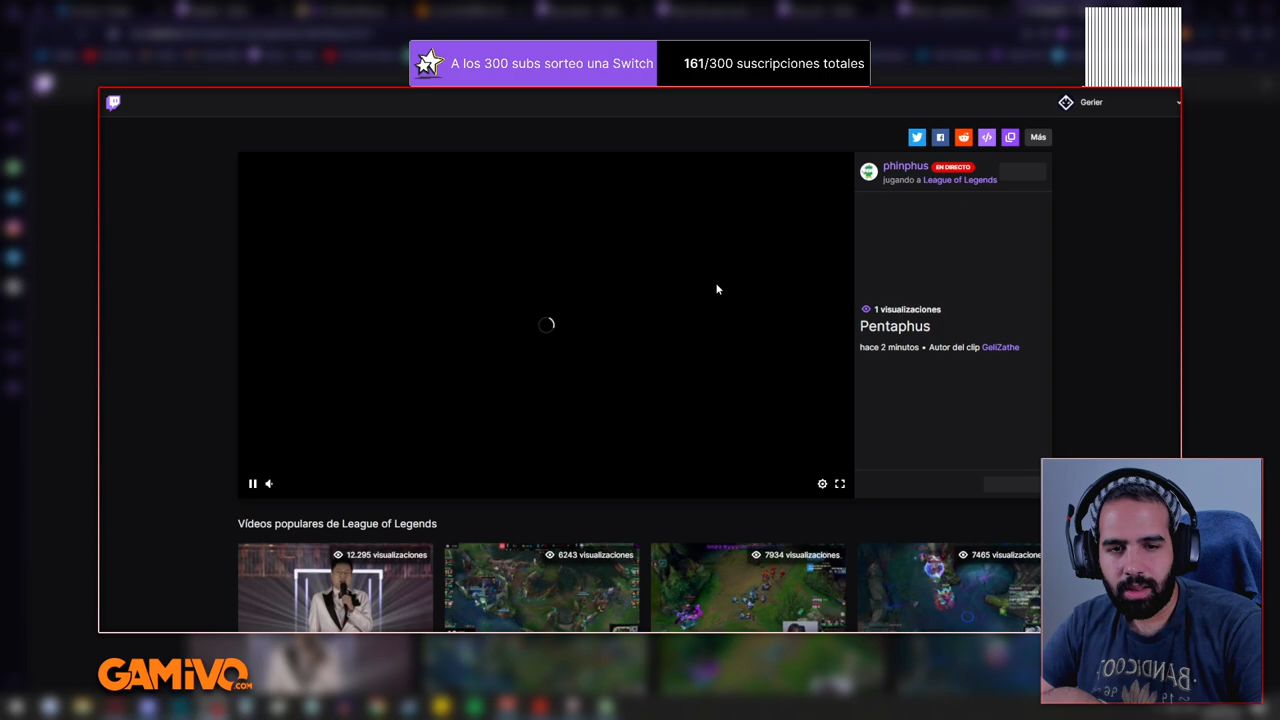 A los 300 subs sorteo una Switch
161/300 suscripciones totales
Gerier
Más
phinphus EN DIRECTO
jugando a League of Legends
1 visualizaciones
Pentaphus
hace 2 minutos • Autor del clip GeliZathe
Vídeos populares de League of Legends
12.295 visualizaciones
6243 visualizaciones
7934 visualizaciones
7465 visualizaciones
BANDICOOT
GAMIVO.COM